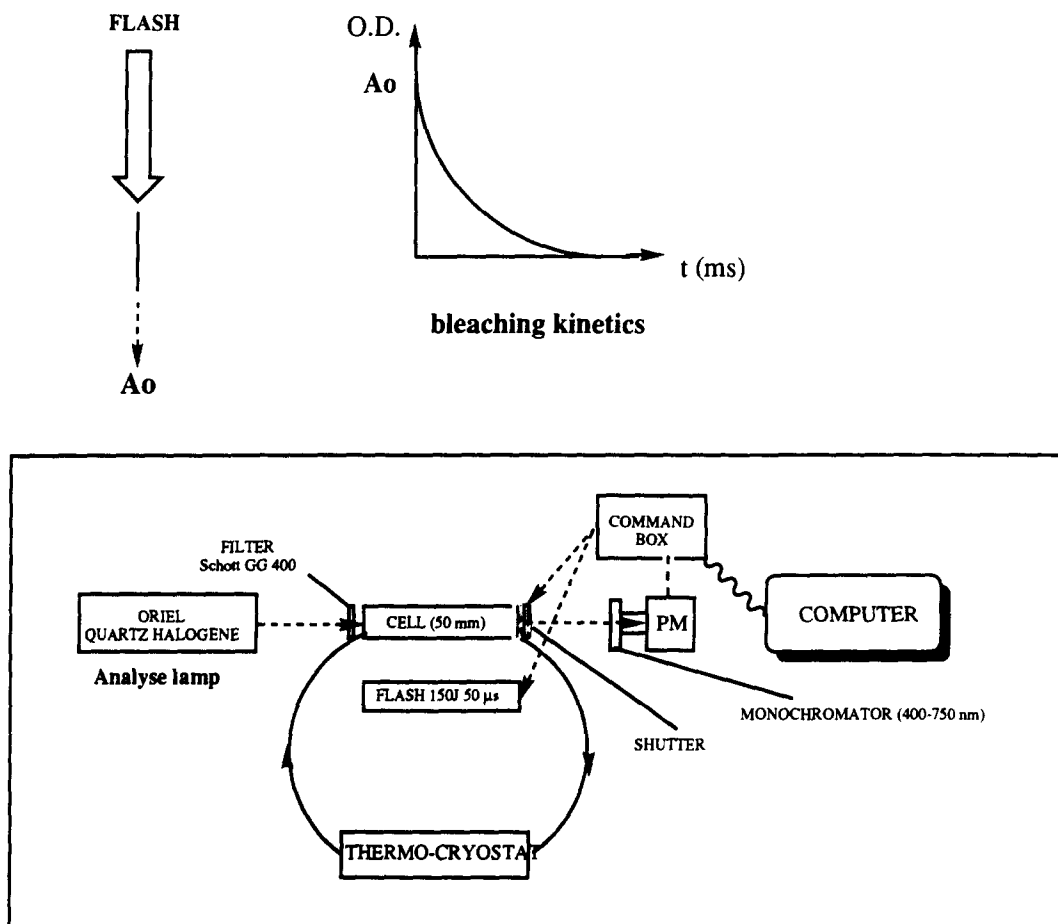 FLASH
O.D.
Ao
t (ms)
bleaching kinetics
Ao
COMMAND
BOX
FILTER
Schott GG 400
ORIEL
QUARTZ HALOGENE
CELL (50 mm)
PM
COMPUTER
Analyse lamp
FLASH 150J 50 µs
MONOCHROMATOR (400-750 nm)
SHUTTER
THERMO-CRYOSTAT